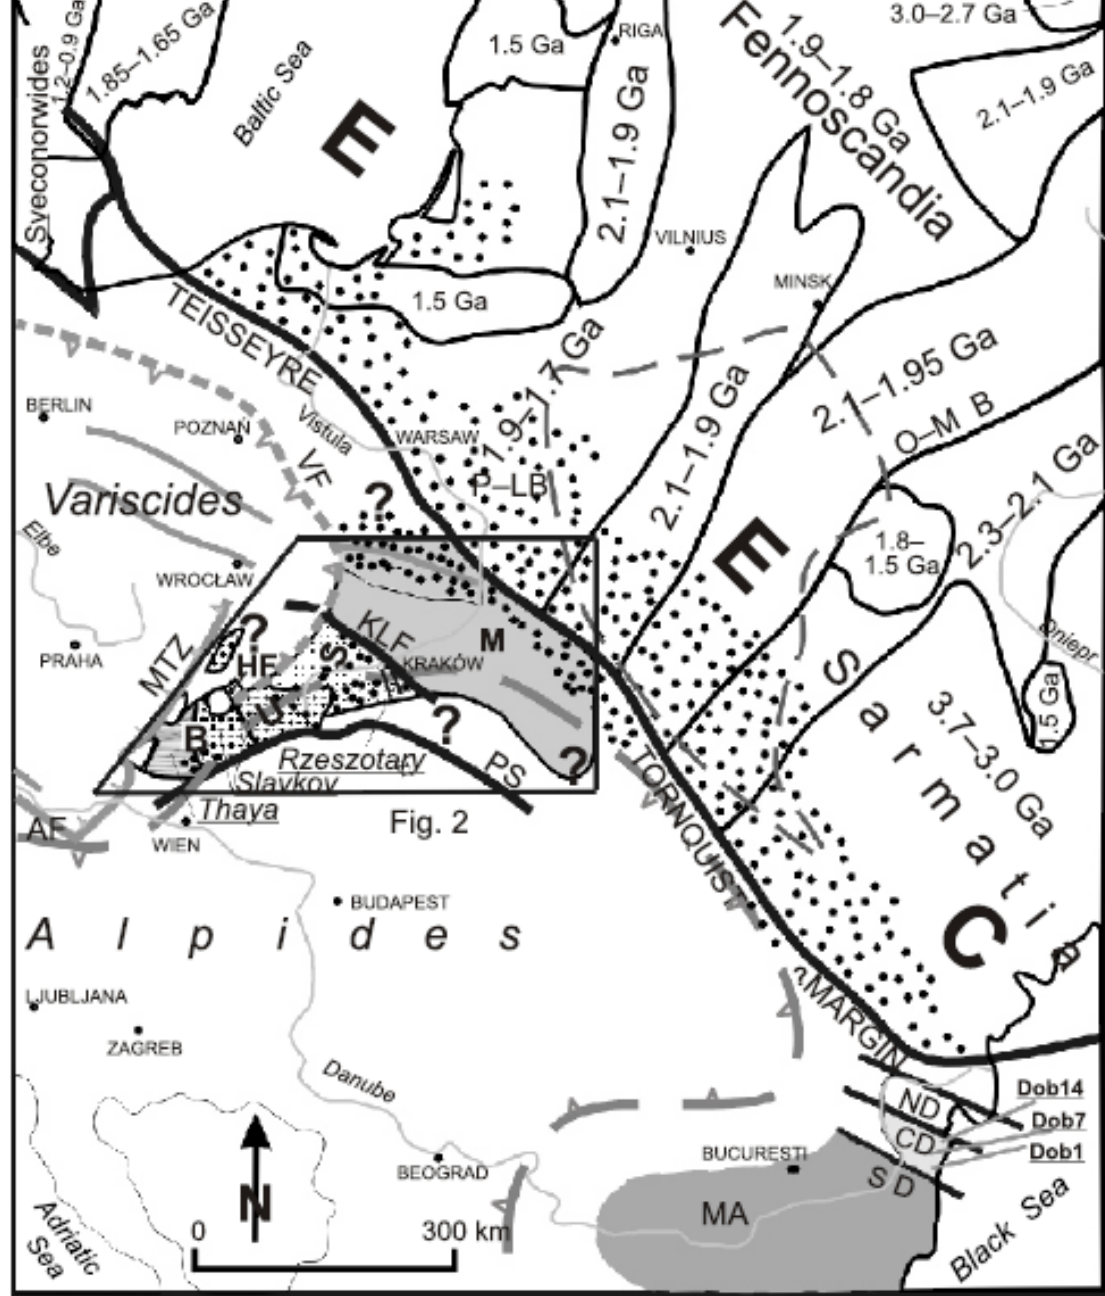 Sveconorwides
1.2–0.9 Ga
1.85–1.65 Ga
Baltic Sea
E
1.5 Ga
RIGA
2.1–1.9 Ga
1.9–1.8 Ga
Fennoscandia
3.0–2.7 Ga
2.1–1.9 Ga
VILNIUS
MINSK
1.5 Ga
TEISSEYRE
BERLIN
POZNAŃ
Vistula
VF
WARSAW
1.9–1.7 Ga
P–LB
2.1–1.9 Ga
2.1–1.95 Ga
O–M B
2.3–2.1 Ga
Variscides
?
Elbe
WROCŁAW
PRAHA
MTZ
?
HF
S
KLF
KRAKÓW
M
E
1.8–
1.5 Ga
Dniepr
1.5 Ga
U
B
?
?
PS
Rzeszotary
Slavkov
Thaya
Fig. 2
AF
WIEN
TORNQUIST
3.7–3.0 Ga
Sarmatia
C
BUDAPEST
Alpides
LJUBLJANA
ZAGREB
?
MARGIN
Danube
ND
CD
SD
Dob14
Dob7
Dob1
BEOGRAD
BUCURESTI
MA
N
0 300 km
Adriatic
Sea
Black Sea